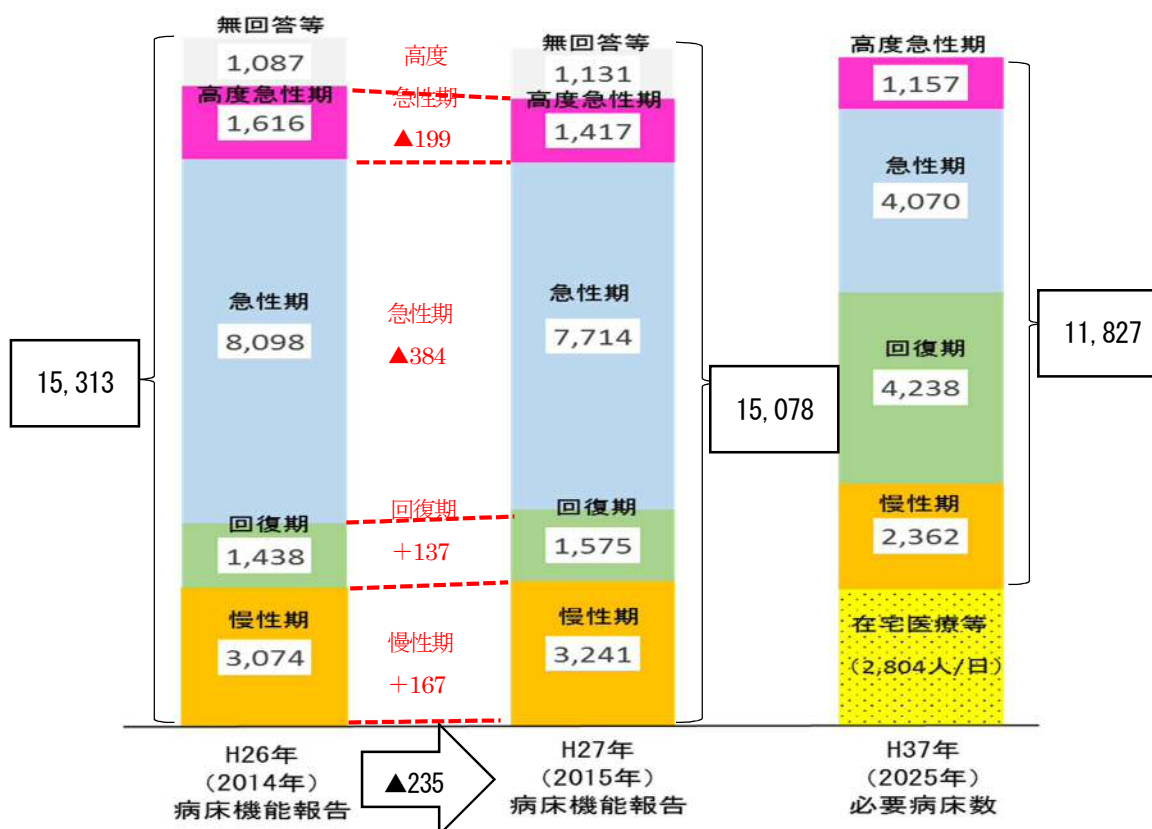 無回答等
1,087
高度急性期
1,616
急性期
8,098
回復期
1,438
慢性期
3,074
15,313
H26年
(2014年)
病床機能報告
高度
急性期
▲199
急性期
▲384
回復期
＋137
慢性期
＋167
▲235
無回答等
1,131
高度急性期
1,417
急性期
7,714
回復期
1,575
慢性期
3,241
15,078
H27年
(2015年)
病床機能報告
高度急性期
1,157
急性期
4,070
回復期
4,238
慢性期
2,362
在宅医療等
(2,804人/日)
11,827
H37年
(2025年)
必要病床数